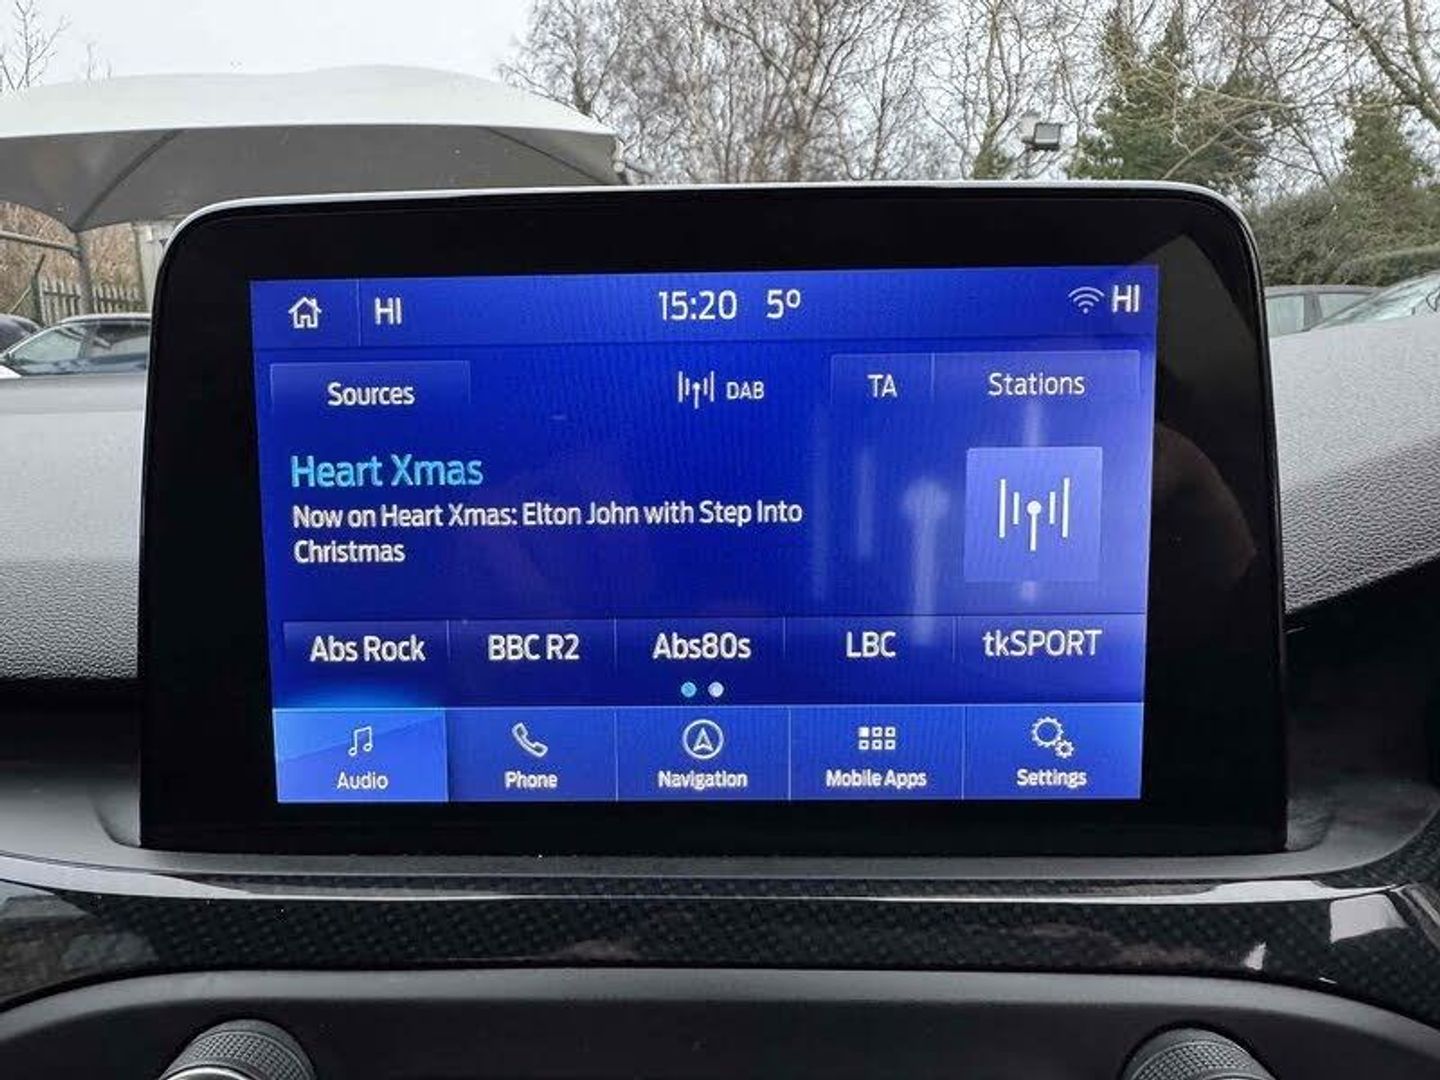 HI 15:20 5° HI
Sources DAB TA Stations
Heart Xmas
Now on Heart Xmas: Elton John with Step Into
Christmas
Abs Rock BBC R2 Abs80s LBC tkSPORT
Audio Phone Navigation Mobile Apps Settings